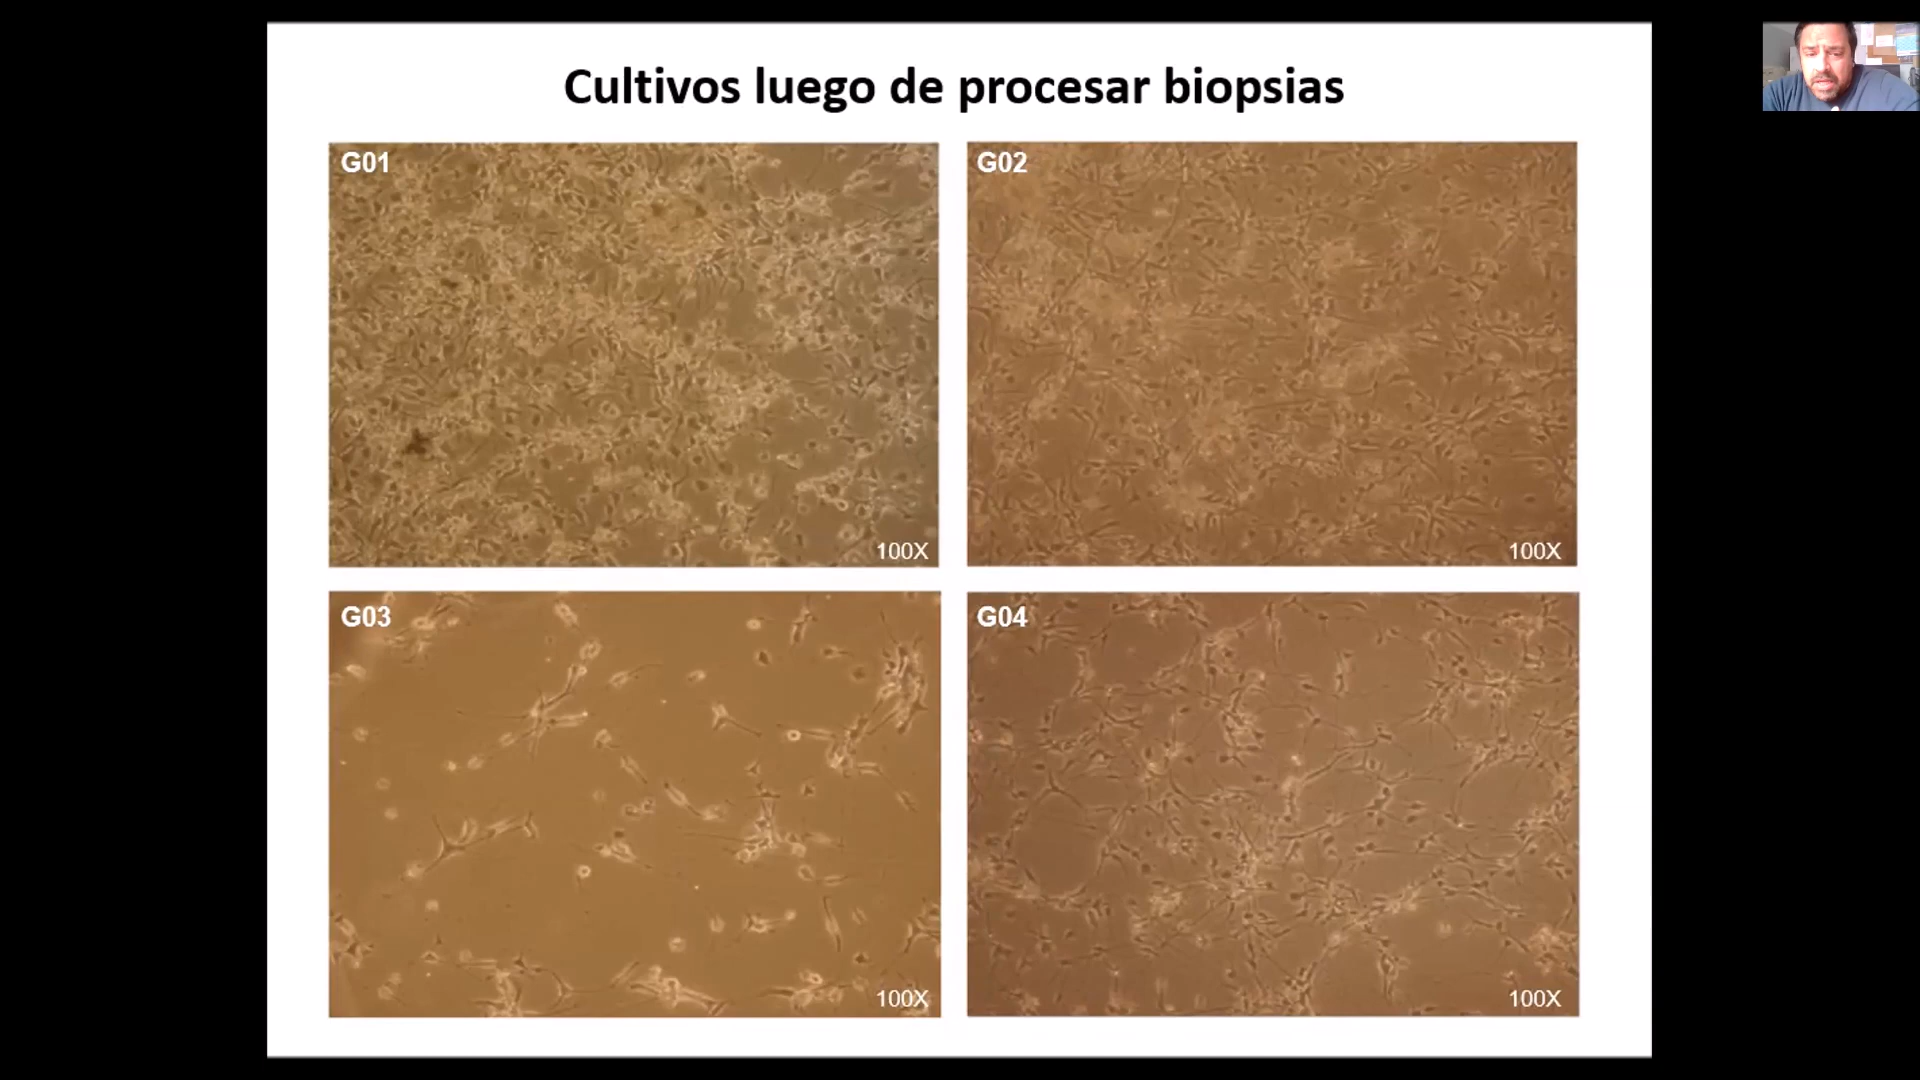 Cultivos luego de procesar biopsias
G01
100X
G02
100X
G03
100X
G04
100X